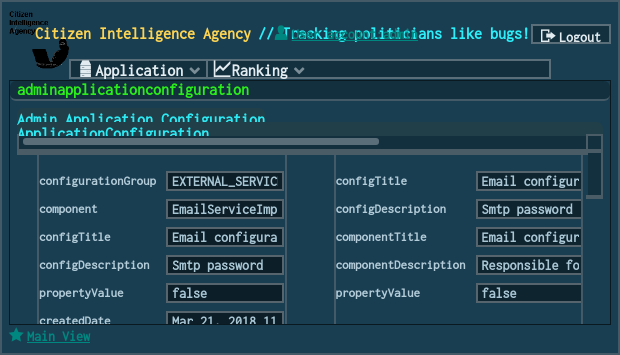 Citizen
Intelligence
Agency
Citizen Intelligence Agency // Tracking politicians like bugs!
Logout
Application Ranking
adminapplicationconfiguration
Admin Application Configuration
ApplicationConfiguration
configurationGroup EXTERNAL_SERVIC configTitle Email configur
component EmailServiceImp configDescription Smtp password
configTitle Email configura componentTitle Email configur
configDescription Smtp password componentDescription Responsible fo
propertyValue false propertyValue false
createdDate Mar 21, 2018 11
Main View